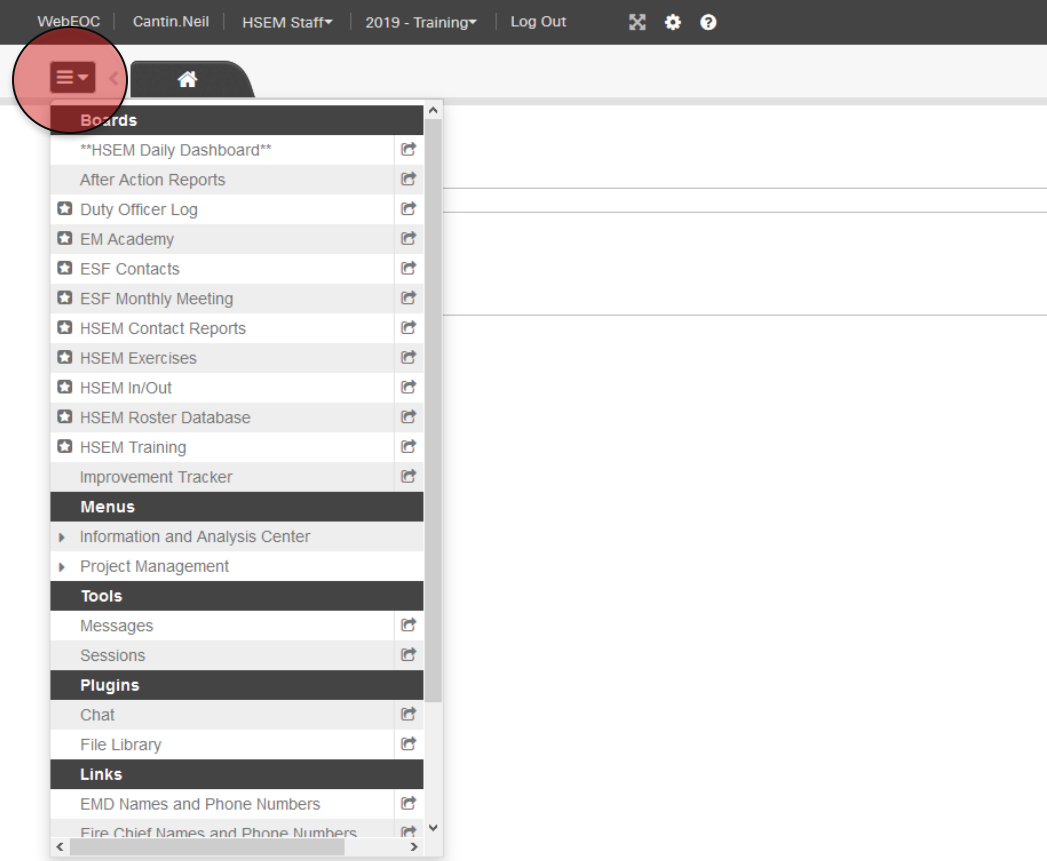 WebEOC Cantin.Neil HSEM Staff 2019 - Training Log Out
Boards
**HSEM Daily Dashboard**
After Action Reports
Duty Officer Log
EM Academy
ESF Contacts
ESF Monthly Meeting
HSEM Contact Reports
HSEM Exercises
HSEM In/Out
HSEM Roster Database
HSEM Training
Improvement Tracker
Menus
Information and Analysis Center
Project Management
Tools
Messages
Sessions
Plugins
Chat
File Library
Links
EMD Names and Phone Numbers
Fire Chief Names and Phone Numbers